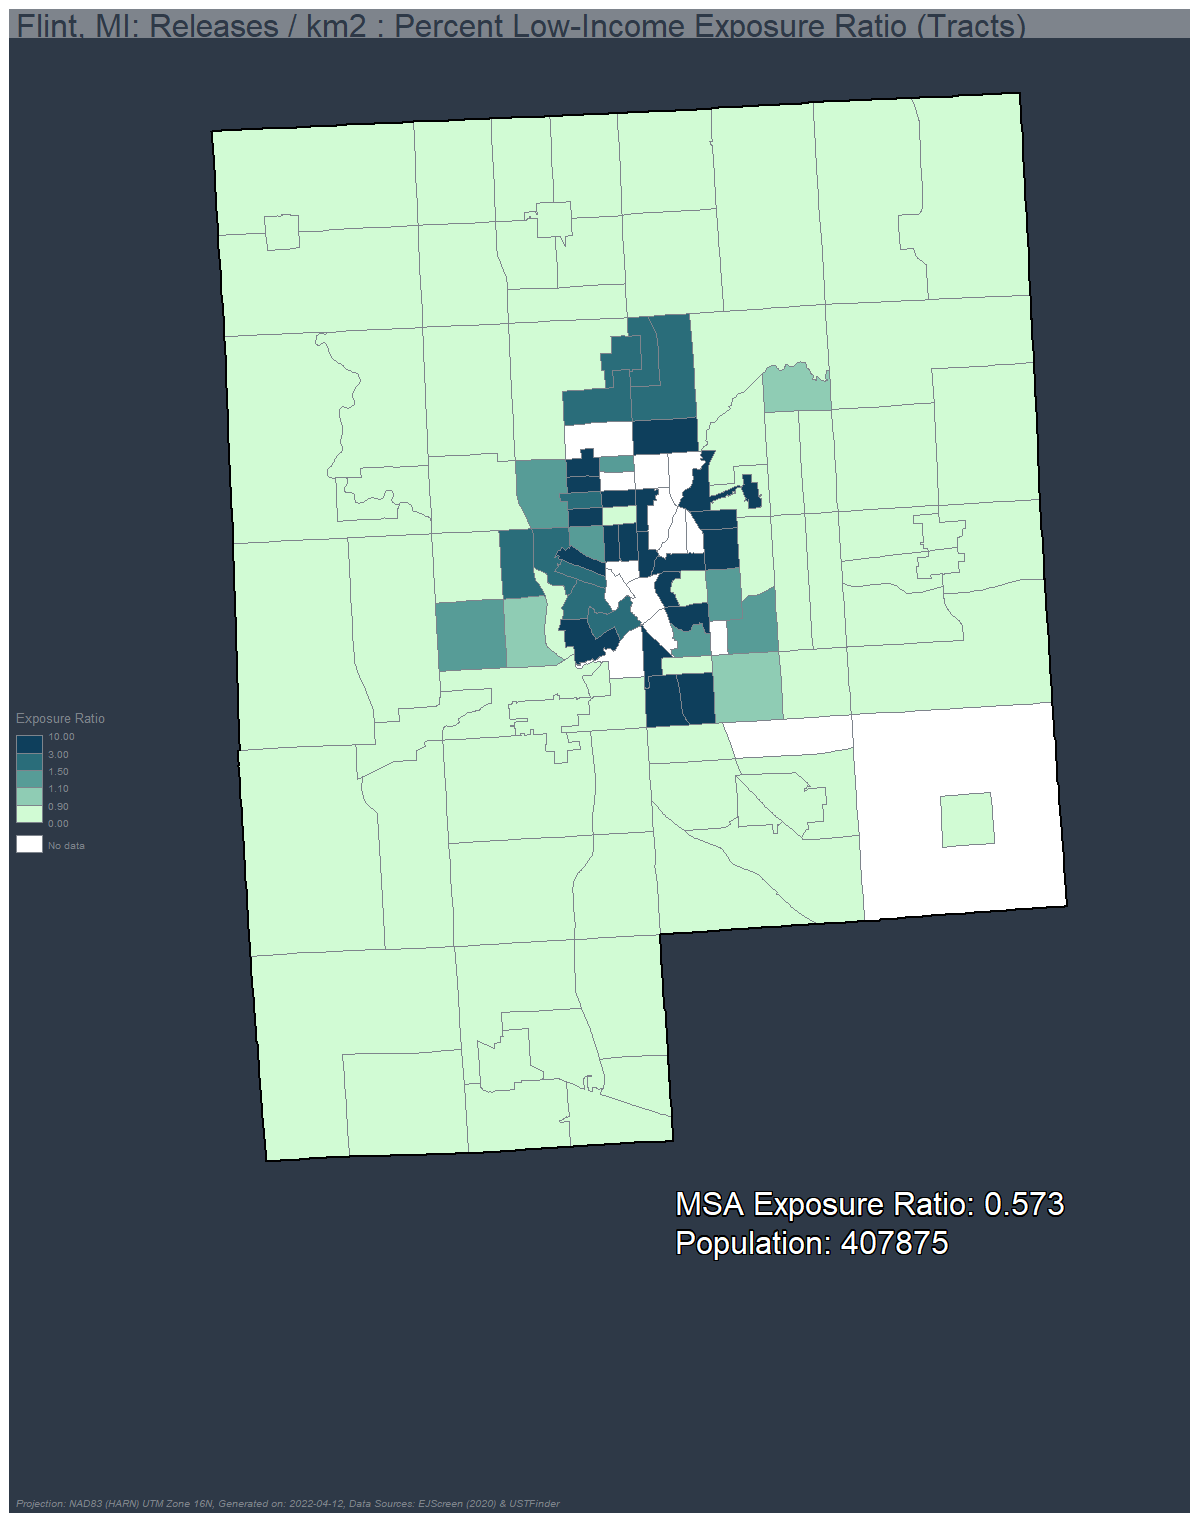 Flint, MI: Releases / km2 : Percent Low-Income Exposure Ratio (Tracts)
Exposure Ratio
10.00
3.00
1.50
1.10
0.90
0.00
No data
MSA Exposure Ratio: 0.573
Population: 407875
Projection: NAD83 (HARN) UTM Zone 16N, Generated on: 2022-04-12, Data Sources: EJScreen (2020) & USTFinder